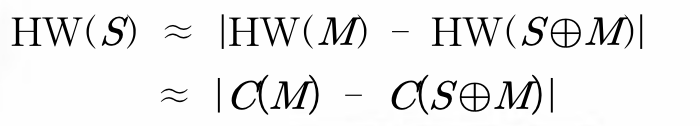 HW(S) ≈ |HW(M) − HW(S⊕M)|
≈ |C(M) − C(S⊕M)|